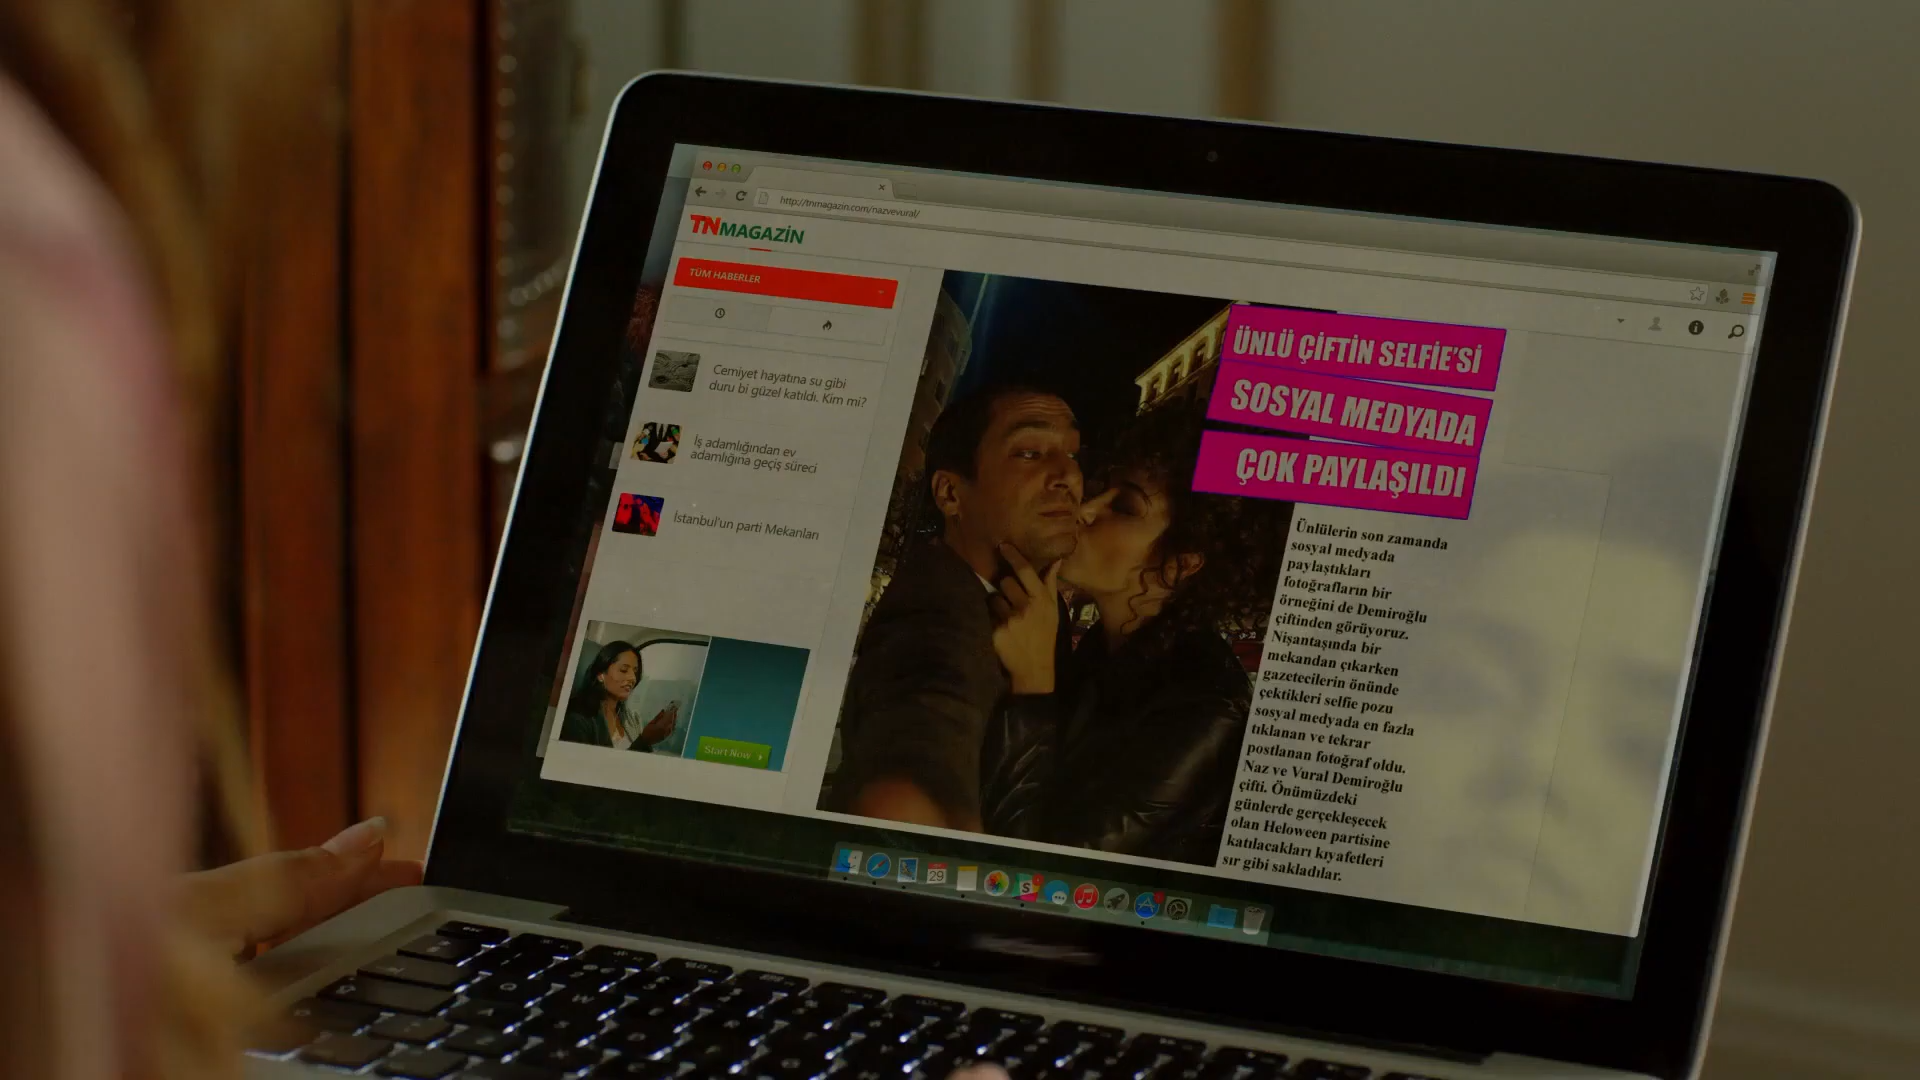 http://tnmagazin.com/nazvevural/
TNMAGAZİN
TÜM HABERLER
Cemiyet hayatına su gibi
duru bi güzel katıldı. Kim mi?
İş adamlığından ev
adamlığına geçiş süreci
İstanbul'un parti Mekanları
Start Now
ÜNLÜ ÇİFTİN SELFİE'Sİ
SOSYAL MEDYADA
ÇOK PAYLAŞILDI
Ünlülerin son zamanda
sosyal medyada
paylaştıkları
fotoğrafların bir
örneğini de Demiroğlu
çiftinden görüyoruz.
Nişantaşında bir
mekandan çıkarken
gazetecilerin önünde
çektikleri selfie pozu
sosyal medyada en fazla
tıklanan ve tekrar
postlanan fotoğraf oldu.
Naz ve Vural Demiroğlu
çifti. Önümüzdeki
günlerde gerçekleşecek
olan Heloween partisine
katılacakları kıyafetleri
sır gibi sakladılar.
29